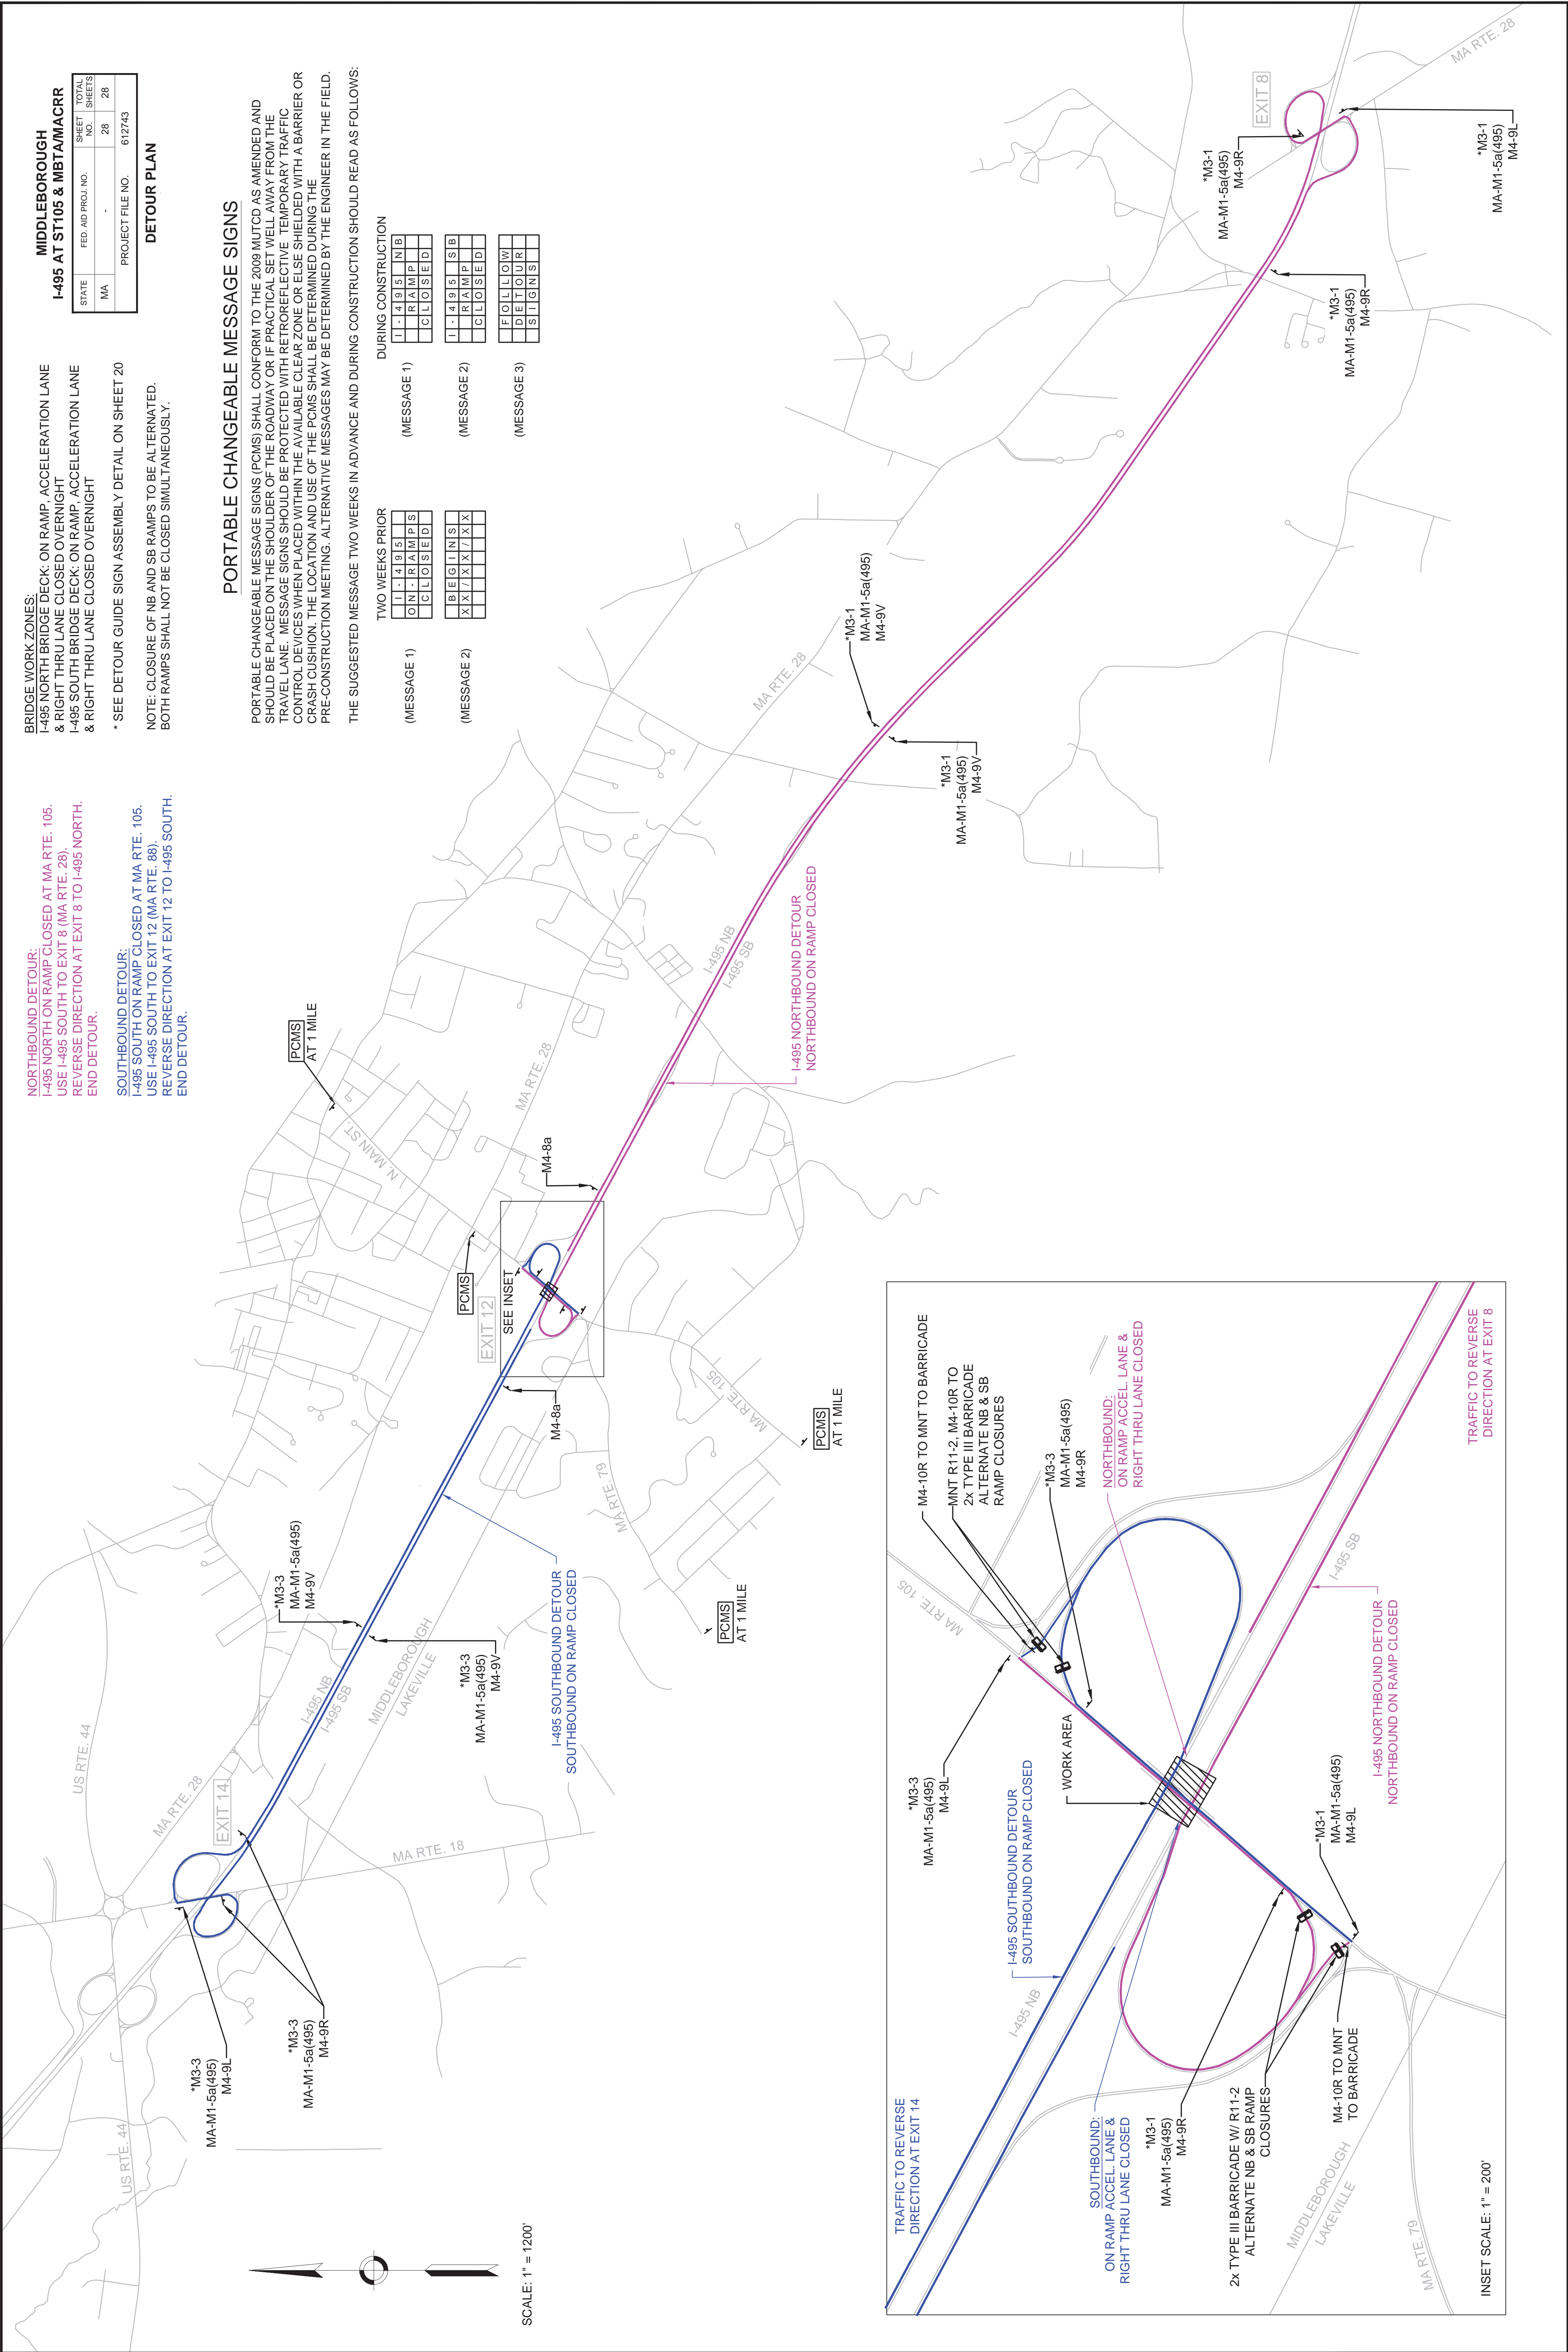 MIDDLEBOROUGH
I-495 AT ST105 & MBTA/MACRR
STATE
FED. AID PROJ. NO.
SHEET NO.
TOTAL SHEETS
MA
-
28
28
PROJECT FILE NO.
612743
DETOUR PLAN
NORTHBOUND DETOUR:
I-495 NORTH ON RAMP CLOSED AT MA RTE. 105.
USE I-495 SOUTH TO EXIT 8 (MA RTE. 28).
REVERSE DIRECTION AT EXIT 8 TO I-495 NORTH.
END DETOUR.
SOUTHBOUND DETOUR:
I-495 SOUTH ON RAMP CLOSED AT MA RTE. 105.
USE I-495 SOUTH TO EXIT 12 (MA RTE. 88).
REVERSE DIRECTION AT EXIT 12 TO I-495 SOUTH.
END DETOUR.
BRIDGE WORK ZONES:
I-495 NORTH BRIDGE DECK: ON RAMP, ACCELERATION LANE
& RIGHT THRU LANE CLOSED OVERNIGHT
I-495 SOUTH BRIDGE DECK: ON RAMP, ACCELERATION LANE
& RIGHT THRU LANE CLOSED OVERNIGHT
* SEE DETOUR GUIDE SIGN ASSEMBLY DETAIL ON SHEET 20
NOTE: CLOSURE OF NB AND SB RAMPS TO BE ALTERNATED.
BOTH RAMPS SHALL NOT BE CLOSED SIMULTANEOUSLY.
PORTABLE CHANGEABLE MESSAGE SIGNS
PORTABLE CHANGEABLE MESSAGE SIGNS (PCMS) SHALL CONFORM TO THE 2009 MUTCD AS AMENDED AND
SHOULD BE PLACED ON THE SHOULDER OF THE ROADWAY OR IF PRACTICAL SET WELL AWAY FROM THE
TRAVEL LANE. MESSAGE SIGNS SHOULD BE PROTECTED WITH RETROREFLECTIVE TEMPORARY TRAFFIC
CONTROL DEVICES WHEN PLACED WITHIN THE AVAILABLE CLEAR ZONE OR ELSE SHIELDED WITH A BARRIER OR
CRASH CUSHION. THE LOCATION AND USE OF THE PCMS SHALL BE DETERMINED DURING THE
PRE-CONSTRUCTION MEETING. ALTERNATIVE MESSAGES MAY BE DETERMINED BY THE ENGINEER IN THE FIELD.
THE SUGGESTED MESSAGE TWO WEEKS IN ADVANCE AND DURING CONSTRUCTION SHOULD READ AS FOLLOWS:
TWO WEEKS PRIOR
(MESSAGE 1)
I-495
ON-RAMPS
CLOSED
(MESSAGE 2)
BEGINS
XX/XX/XX
DURING CONSTRUCTION
(MESSAGE 1)
I-495 NB
RAMP
CLOSED
(MESSAGE 2)
I-495 SB
RAMP
CLOSED
(MESSAGE 3)
FOLLOW
DETOUR
SIGNS
US RTE. 44
US RTE. 44
MA RTE. 28
EXIT 14
MA RTE. 18
*M3-3
MA-M1-5a(495)
M4-9L
*M3-3
MA-M1-5a(495)
M4-9R
I-495 NB
I-495 SB
MIDDLEBOROUGH
LAKEVILLE
*M3-3
MA-M1-5a(495)
M4-9V
*M3-3
MA-M1-5a(495)
M4-9V
I-495 SOUTHBOUND DETOUR
SOUTHBOUND ON RAMP CLOSED
M4-8a
EXIT 12
SEE INSET
PCMS
PCMS
AT 1 MILE
N. MAIN ST.
MA RTE. 79
MA RTE. 105
PCMS
AT 1 MILE
PCMS
AT 1 MILE
M4-8a
MA RTE. 28
I-495 NB
I-495 SB
I-495 NORTHBOUND DETOUR
NORTHBOUND ON RAMP CLOSED
MA RTE. 28
*M3-1
MA-M1-5a(495)
M4-9V
*M3-1
MA-M1-5a(495)
M4-9V
*M3-1
MA-M1-5a(495)
M4-9R
*M3-1
MA-M1-5a(495)
M4-9R
*M3-1
MA-M1-5a(495)
M4-9L
EXIT 8
MA RTE. 28
SCALE: 1" = 1200'
TRAFFIC TO REVERSE
DIRECTION AT EXIT 14
I-495 NB
I-495 SOUTHBOUND DETOUR
SOUTHBOUND ON RAMP CLOSED
*M3-3
MA-M1-5a(495)
M4-9L
WORK AREA
MA RTE. 105
M4-10R TO MNT TO BARRICADE
MNT R11-2, M4-10R TO
2x TYPE III BARRICADE
ALTERNATE NB & SB
RAMP CLOSURES
*M3-3
MA-M1-5a(495)
M4-9R
NORTHBOUND:
ON RAMP ACCEL. LANE &
RIGHT THRU LANE CLOSED
SOUTHBOUND:
ON RAMP ACCEL. LANE &
RIGHT THRU LANE CLOSED
*M3-1
MA-M1-5a(495)
M4-9R
2x TYPE III BARRICADE W/ R11-2
ALTERNATE NB & SB RAMP
CLOSURES
M4-10R TO MNT
TO BARRICADE
*M3-1
MA-M1-5a(495)
M4-9L
I-495 SB
I-495 NORTHBOUND DETOUR
NORTHBOUND ON RAMP CLOSED
TRAFFIC TO REVERSE
DIRECTION AT EXIT 8
MIDDLEBOROUGH
LAKEVILLE
MA RTE. 79
INSET SCALE: 1" = 200'